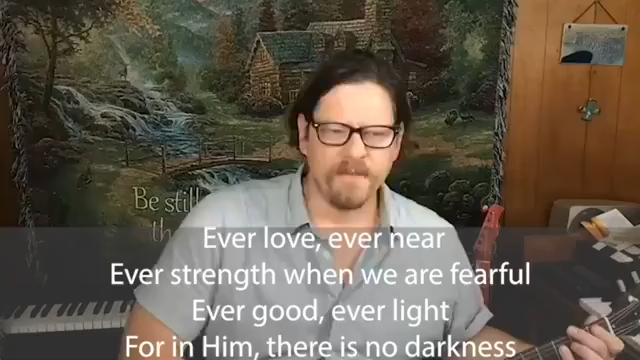 Be still
th
Ever love, ever near
Ever strength when we are fearful
Ever good, ever light
For in Him, there is no darkness